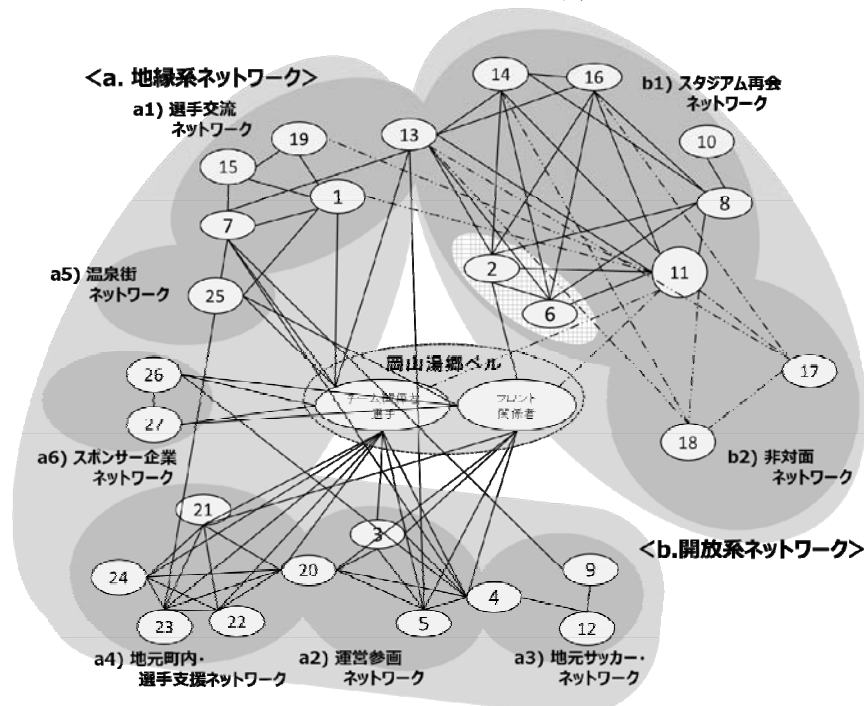 <a. 地縁系ネットワーク>
a1) 選手交流
ネットワーク
19
15
13
1
7
a5) 温泉街
ネットワーク
25
14
16
b1) スタジアム再会
ネットワーク
10
8
2
11
6
17
18
b2) 非対面
ネットワーク
<b.開放系ネットワーク>
岡山湯郷ベル
選手
フロント
関係者
26
27
a6) スポンサー企業
ネットワーク
21
24
23
22
20
a4) 地元町内・
選手支援ネットワーク
3
5
4
a2) 運営参画
ネットワーク
9
12
a3) 地元サッカー・
ネットワーク